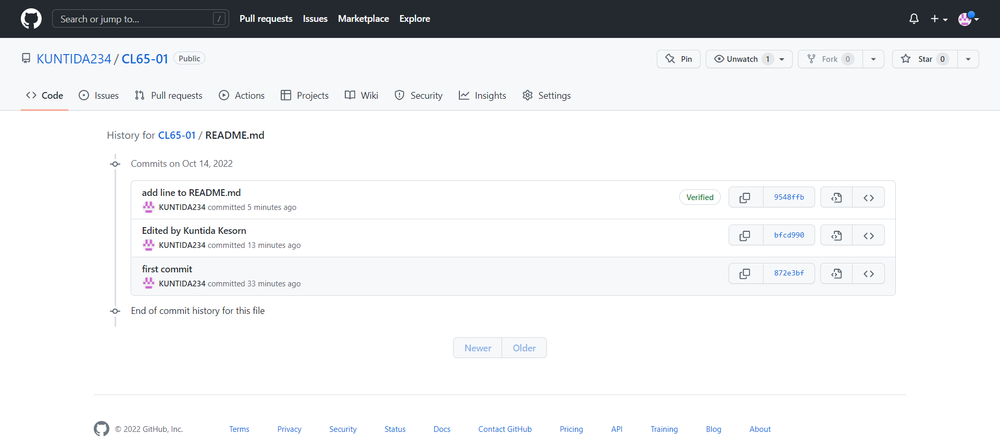 Search or jump to... / Pull requests Issues Marketplace Explore
KUNTIDA234 / CL65-01 Public Pin Unwatch 1 Fork 0 Star 0
Code Issues Pull requests Actions Projects Wiki Security Insights Settings
History for CL65-01 / README.md
Commits on Oct 14, 2022
add line to README.md
KUNTIDA234 committed 5 minutes ago
Verified 9548ffb
Edited by Kuntida Kesorn
KUNTIDA234 committed 13 minutes ago
bfcd990
first commit
KUNTIDA234 committed 33 minutes ago
872e3bf
End of commit history for this file
Newer Older
© 2022 GitHub, Inc. Terms Privacy Security Status Docs Contact GitHub Pricing API Training Blog About